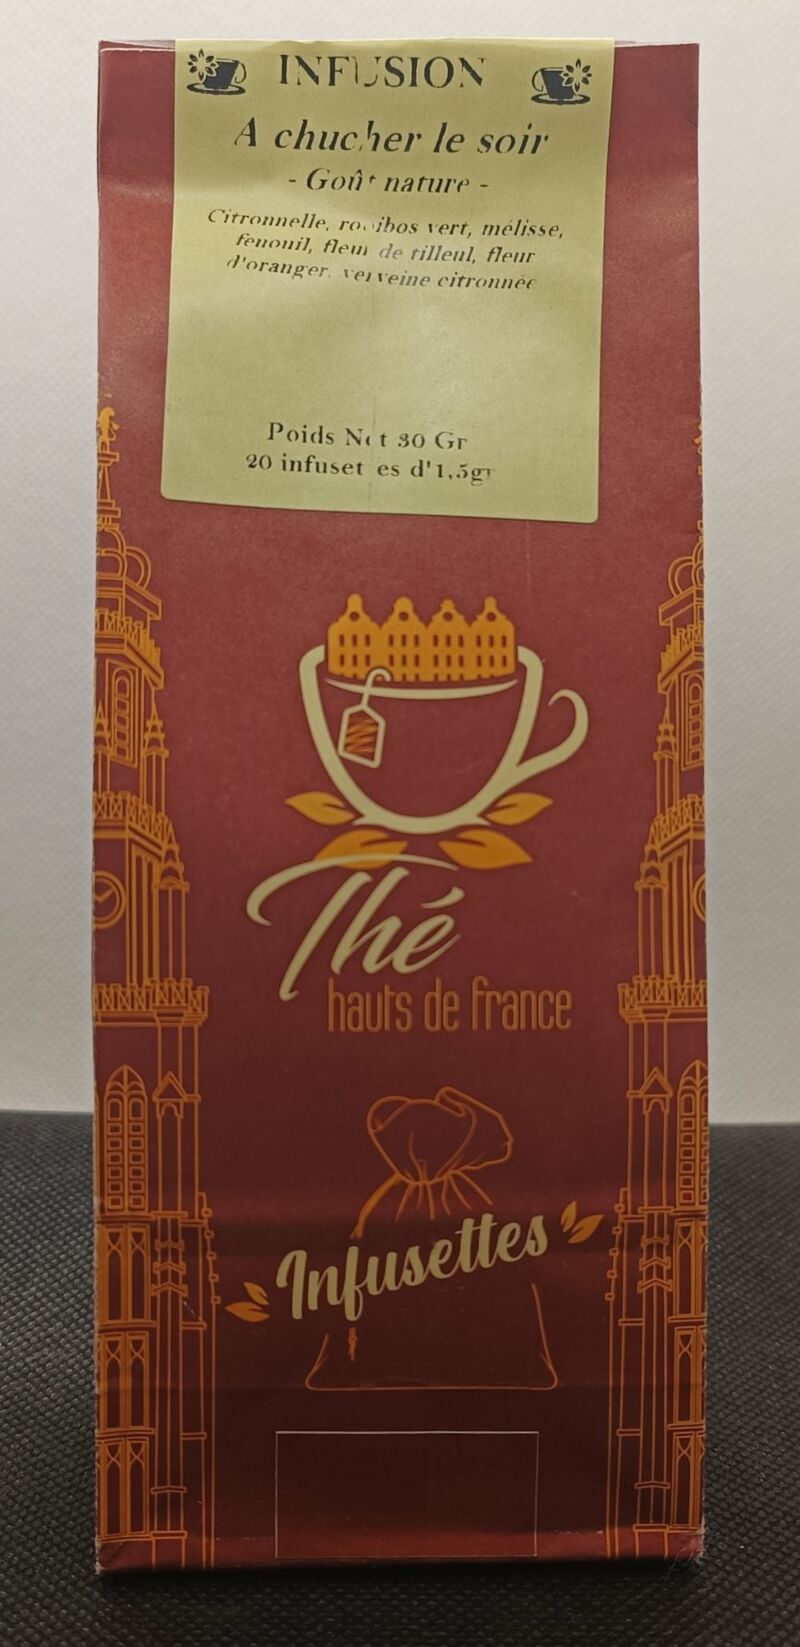 INFUSION
A chucher le soir
- Goût nature -
Citronnelle, rooibos vert, mélisse,
fenouil, fleur de tilleul, fleur
d'oranger, verveine citronnée
Poids Net 30 Gr
20 infusettes d'1,5gr
Thé
hauts de france
Infusettes